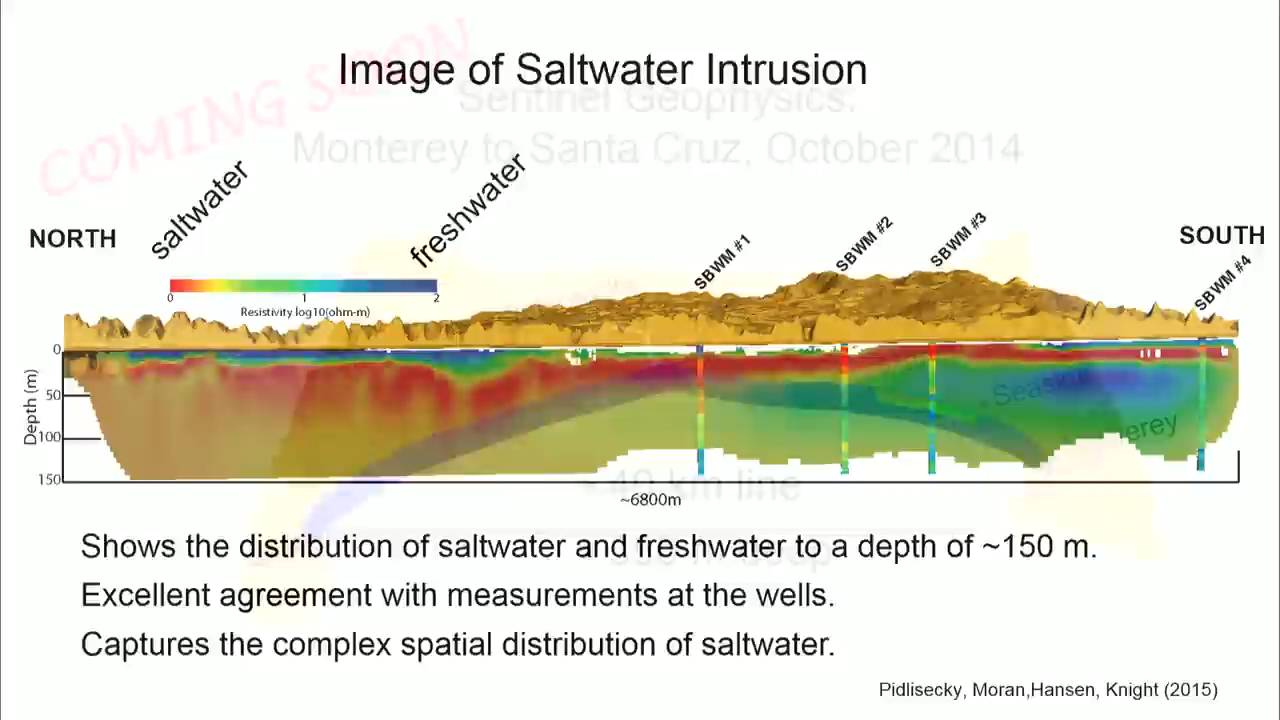 Image of Saltwater Intrusion
COMING SOON
Sentinel Geophysics:
Monterey to Santa Cruz, October 2014
saltwater
freshwater
NORTH
SOUTH
SBWM #1
SBWM #2
SBWM #3
SBWM #4
0
1
2
Resistivity log10(ohm-m)
Depth (m)
0
50
100
150
~40 km line
~6800m
Shows the distribution of saltwater and freshwater to a depth of ~150 m.
Excellent agreement with measurements at the wells.
Captures the complex spatial distribution of saltwater.
Pidlisecky, Moran,Hansen, Knight (2015)